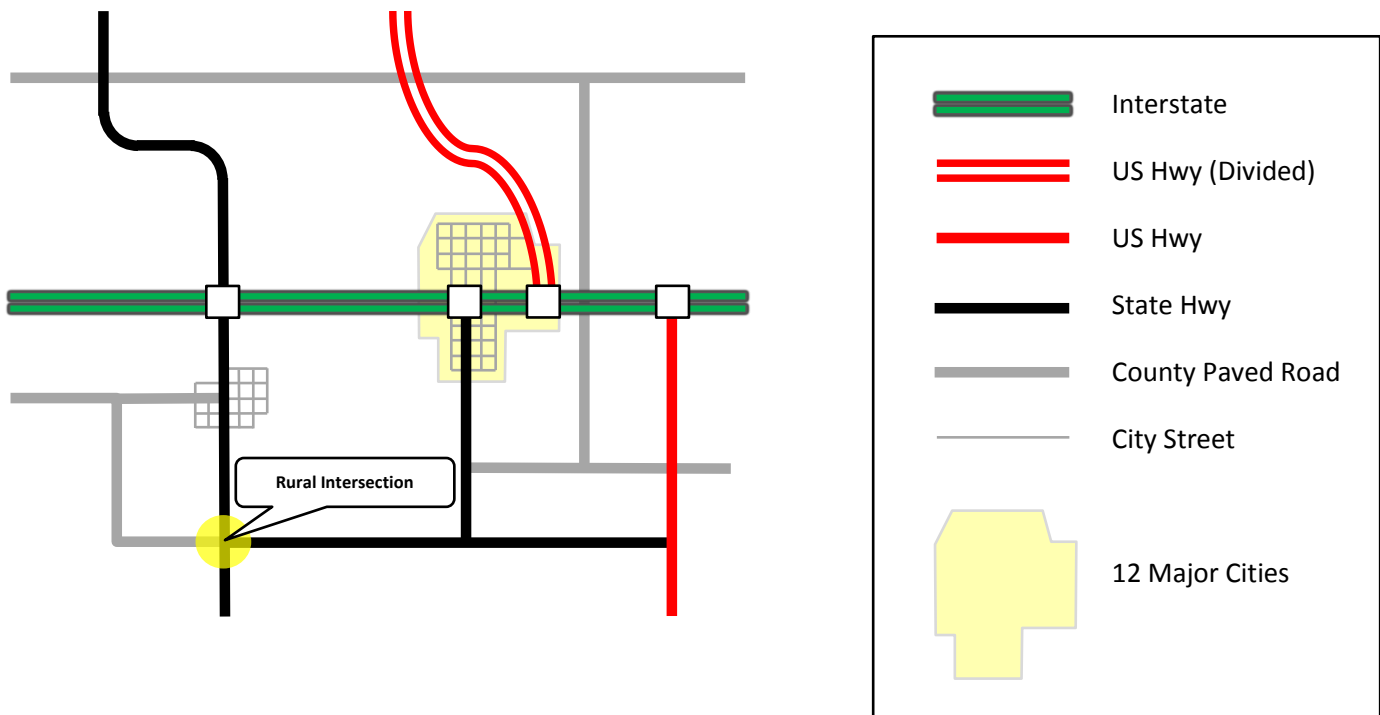 Rural Intersection
Interstate
US Hwy (Divided)
US Hwy
State Hwy
County Paved Road
City Street
12 Major Cities